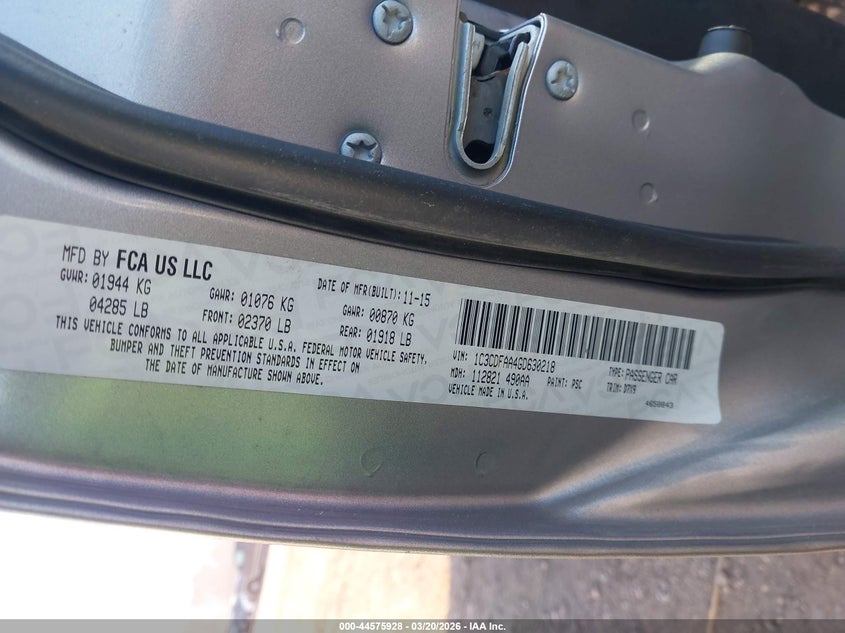 MFD BY FCA US LLC
GVWR: 01944 KG
04285 LB
GAWR: 01076 KG
FRONT: 02370 LB
DATE OF MFR(BUILT): 11-15
GAWR: 00870 KG
REAR: 01918 LB
THIS VEHICLE CONFORMS TO ALL APPLICABLE U.S.A. FEDERAL MOTOR VEHICLE SAFETY,
BUMPER AND THEFT PREVENTION STANDARDS IN EFFECT ON
THE DATE OF MANUFACTURE SHOWN ABOVE.
VIN: 1C3CDFAA4GD630218
TYPE: PASSENGER CAR
MDH: 112821 490AA
PAINT: PSC
TRIM: DTX9
VEHICLE MADE IN U.S.A.
4650843
000-44575928 - 03/20/2026 - IAA Inc.